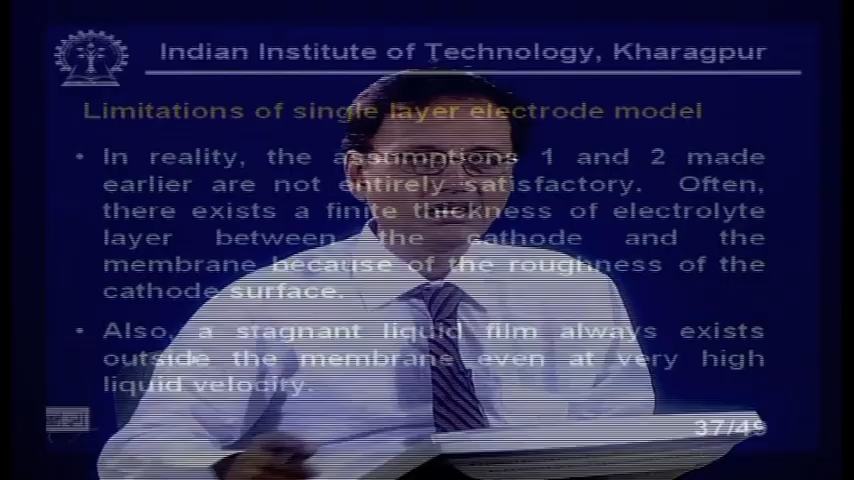 Indian Institute of Technology, Kharagpur
Limitations of single layer electrode model
• In reality, the assumptions 1 and 2 made
earlier are not entirely satisfactory. Often,
there exists a finite thickness of electrolyte
layer between the cathode and the
membrane because of the roughness of the
cathode surface.
• Also, a stagnant liquid film always exists
outside the membrane even at very high
liquid velocity.
37/49